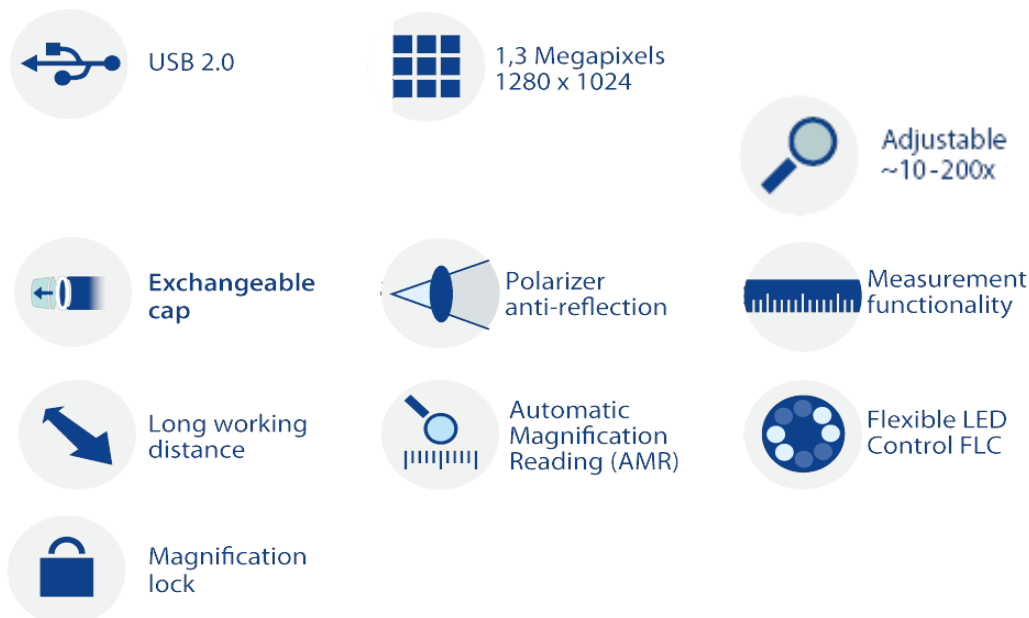 USB 2.0
1,3 Megapixels
1280 x 1024
Adjustable
~10-200x
Exchangeable
cap
Polarizer
anti-reflection
Measurement
functionality
Long working
distance
Automatic
Magnification
Reading (AMR)
Flexible LED
Control FLC
Magnification
lock